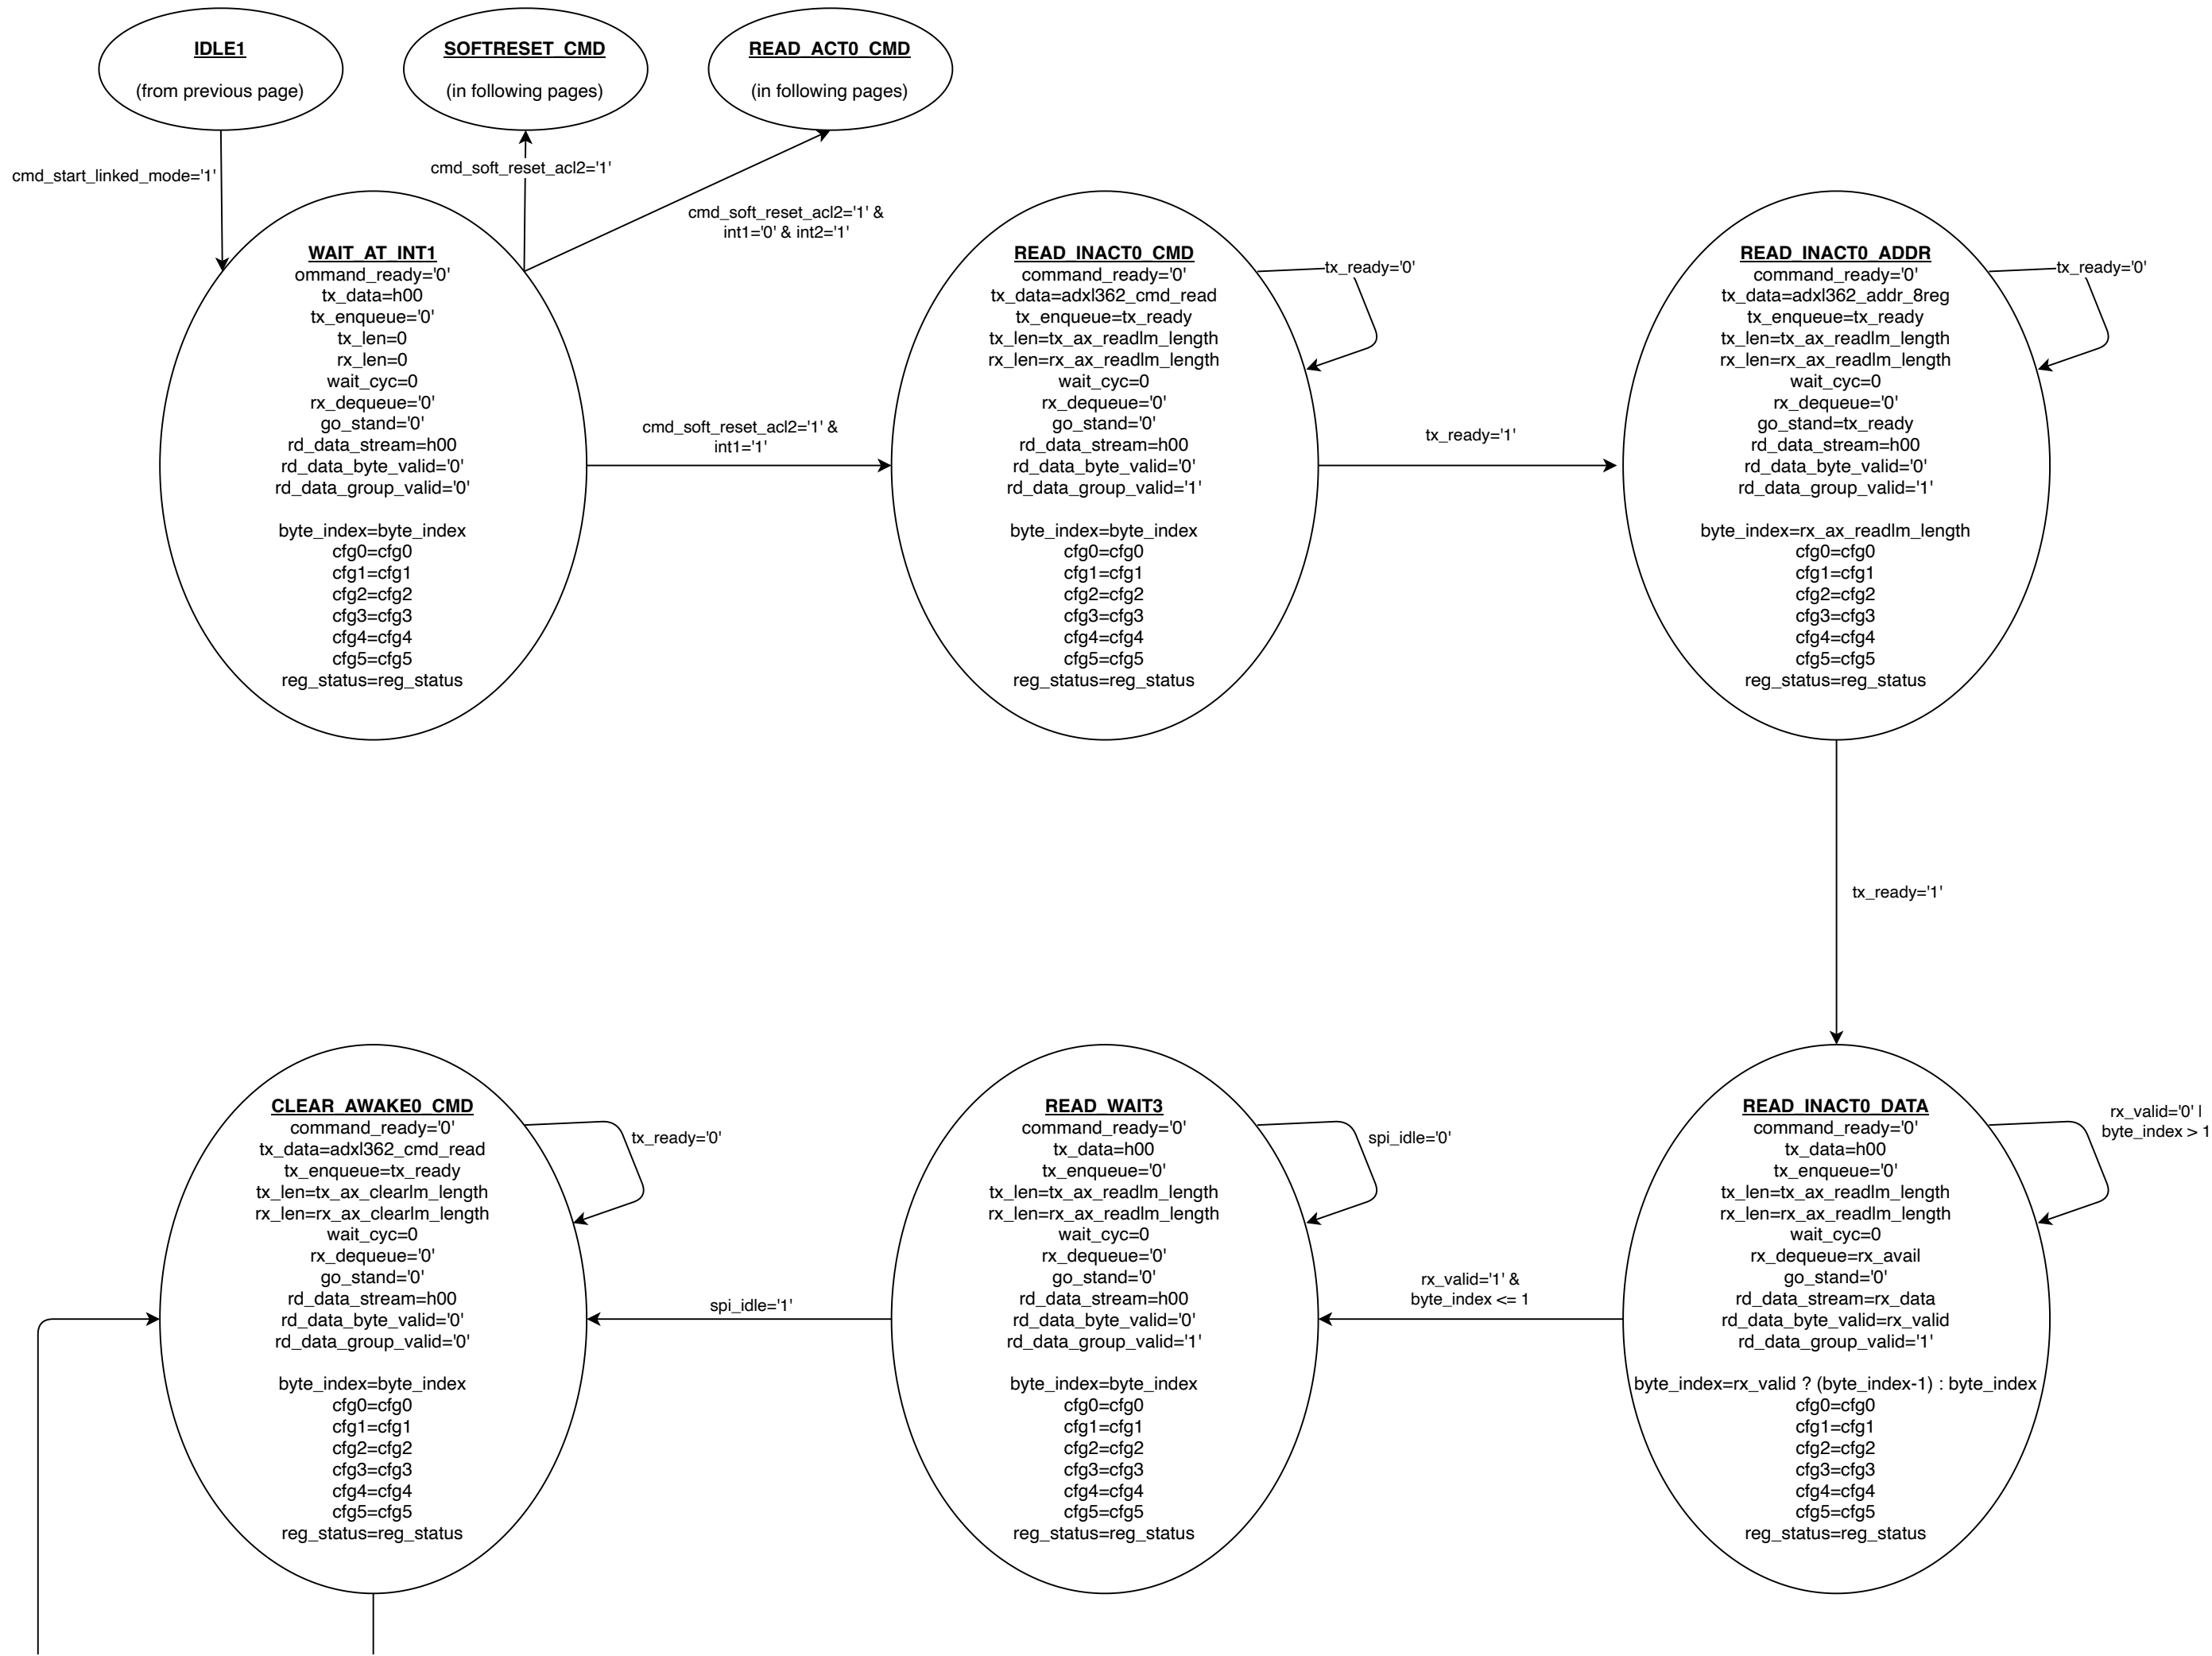 IDLE1
(from previous page)
SOFTRESET_CMD
(in following pages)
READ_ACT0_CMD
(in following pages)
cmd_start_linked_mode='1'
cmd_soft_reset_acl2='1'
cmd_soft_reset_acl2='1' &
int1='0' & int2='1'
WAIT_AT_INT1
ommand_ready='0'
tx_data=h00
tx_enqueue='0'
tx_len=0
rx_len=0
wait_cyc=0
rx_dequeue='0'
go_stand='0'
rd_data_stream=h00
rd_data_byte_valid='0'
rd_data_group_valid='0'
byte_index=byte_index
cfg0=cfg0
cfg1=cfg1
cfg2=cfg2
cfg3=cfg3
cfg4=cfg4
cfg5=cfg5
reg_status=reg_status
cmd_soft_reset_acl2='1' &
int1='1'
READ_INACT0_CMD
command_ready='0'
tx_data=adxl362_cmd_read
tx_enqueue=tx_ready
tx_len=tx_ax_readlm_length
rx_len=rx_ax_readlm_length
wait_cyc=0
rx_dequeue='0'
go_stand='0'
rd_data_stream=h00
rd_data_byte_valid='0'
rd_data_group_valid='1'
byte_index=byte_index
cfg0=cfg0
cfg1=cfg1
cfg2=cfg2
cfg3=cfg3
cfg4=cfg4
cfg5=cfg5
reg_status=reg_status
tx_ready='0'
tx_ready='1'
READ_INACT0_ADDR
command_ready='0'
tx_data=adxl362_addr_8reg
tx_enqueue=tx_ready
tx_len=tx_ax_readlm_length
rx_len=rx_ax_readlm_length
wait_cyc=0
rx_dequeue='0'
go_stand=tx_ready
rd_data_stream=h00
rd_data_byte_valid='0'
rd_data_group_valid='1'
byte_index=rx_ax_readlm_length
cfg0=cfg0
cfg1=cfg1
cfg2=cfg2
cfg3=cfg3
cfg4=cfg4
cfg5=cfg5
reg_status=reg_status
tx_ready='0'
tx_ready='1'
CLEAR_AWAKE0_CMD
command_ready='0'
tx_data=adxl362_cmd_read
tx_enqueue=tx_ready
tx_len=tx_ax_clearlm_length
rx_len=rx_ax_clearlm_length
wait_cyc=0
rx_dequeue='0'
go_stand='0'
rd_data_stream=h00
rd_data_byte_valid='0'
rd_data_group_valid='0'
byte_index=byte_index
cfg0=cfg0
cfg1=cfg1
cfg2=cfg2
cfg3=cfg3
cfg4=cfg4
cfg5=cfg5
reg_status=reg_status
tx_ready='0'
spi_idle='1'
READ_WAIT3
command_ready='0'
tx_data=h00
tx_enqueue='0'
tx_len=tx_ax_readlm_length
rx_len=rx_ax_readlm_length
wait_cyc=0
rx_dequeue='0'
go_stand='0'
rd_data_stream=h00
rd_data_byte_valid='0'
rd_data_group_valid='1'
byte_index=byte_index
cfg0=cfg0
cfg1=cfg1
cfg2=cfg2
cfg3=cfg3
cfg4=cfg4
cfg5=cfg5
reg_status=reg_status
spi_idle='0'
rx_valid='1' &
byte_index <= 1
READ_INACT0_DATA
command_ready='0'
tx_data=h00
tx_enqueue='0'
tx_len=tx_ax_readlm_length
rx_len=rx_ax_readlm_length
wait_cyc=0
rx_dequeue=rx_avail
go_stand='0'
rd_data_stream=rx_data
rd_data_byte_valid=rx_valid
rd_data_group_valid='1'
byte_index=rx_valid ? (byte_index-1) : byte_index
cfg0=cfg0
cfg1=cfg1
cfg2=cfg2
cfg3=cfg3
cfg4=cfg4
cfg5=cfg5
reg_status=reg_status
rx_valid='0' |
byte_index > 1